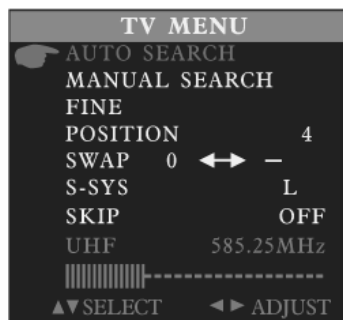 TV MENU
AUTO SEARCH
MANUAL SEARCH
FINE
POSITION 4
SWAP 0 ◄─► –
S-SYS L
SKIP OFF
UHF 585.25MHz
▲▼SELECT ◄► ADJUST